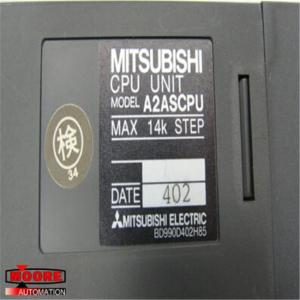 MITSUBISHI
CPU UNIT
MODEL A2ASCPU
MAX 14k STEP
検
34
DATE 402
MITSUBISHI ELECTRIC
BD990D402H85
MOORE
AUTOMATION